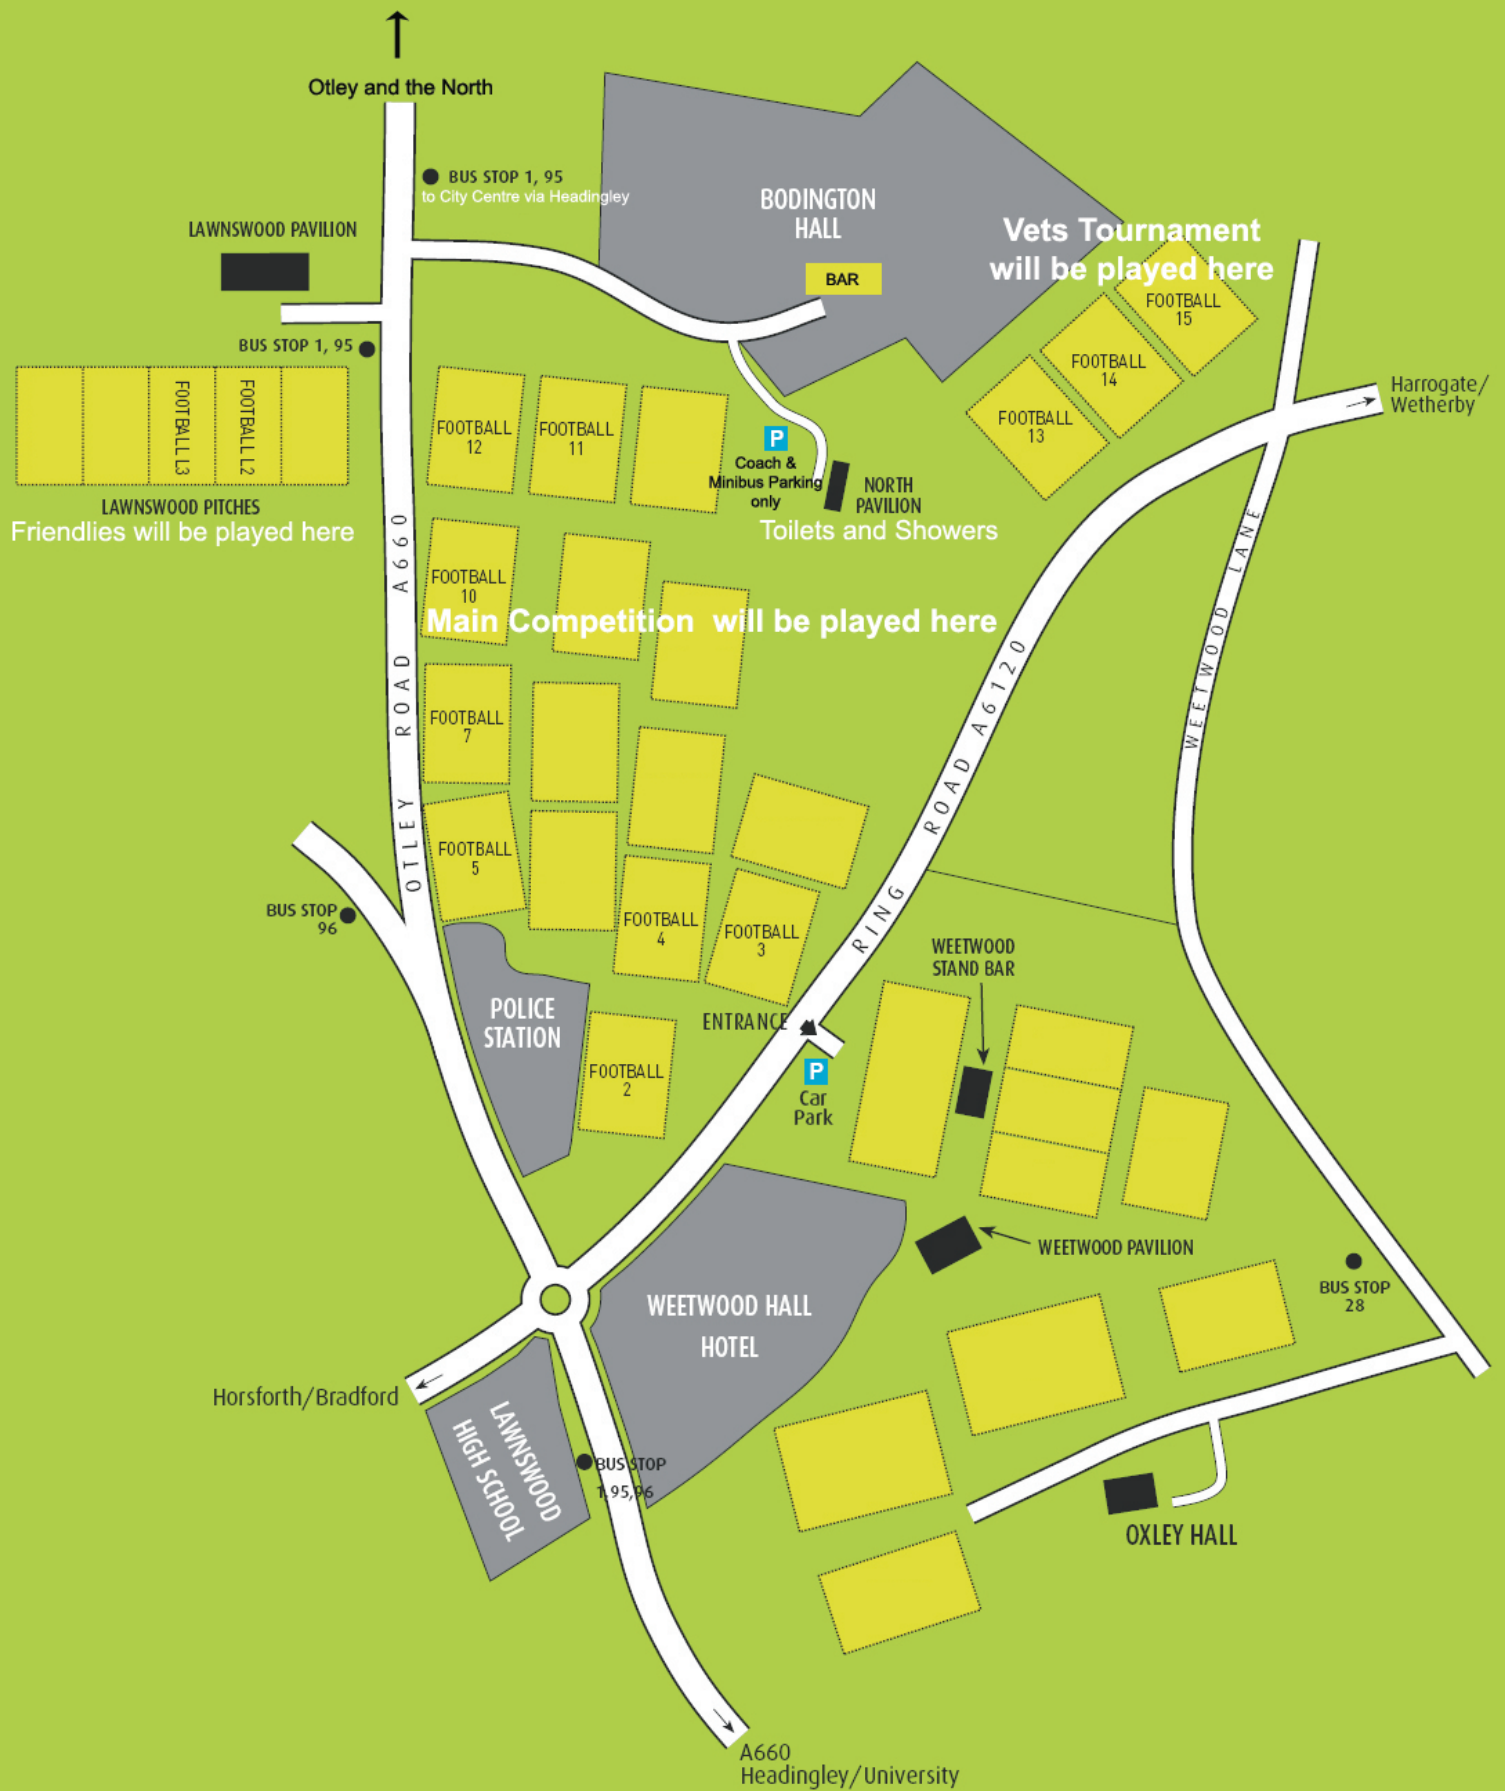 Otley and the North
BUS STOP 1, 95
to City Centre via Headingley
BODINGTON
HALL
BAR
LAWNSWOOD PAVILION
Vets Tournament
will be played here
FOOTBALL
15
FOOTBALL
14
FOOTBALL
13
BUS STOP 1, 95
Harrogate/
Wetherby
FOOTBALL L3
FOOTBALL L2
LAWNSWOOD PITCHES
Friendlies will be played here
FOOTBALL
12
FOOTBALL
11
P
Coach &
Minibus Parking
only
NORTH
PAVILION
Toilets and Showers
FOOTBALL
10
Main Competition will be played here
OTLEY ROAD A660
RING ROAD A6120
WEETWOOD LANE
FOOTBALL
7
FOOTBALL
5
FOOTBALL
4
FOOTBALL
3
BUS STOP
96
POLICE
STATION
FOOTBALL
2
ENTRANCE
P
Car
Park
WEETWOOD
STAND BAR
WEETWOOD PAVILION
BUS STOP
28
WEETWOOD HALL
HOTEL
Horsforth/Bradford
LAWNSWOOD
HIGH SCHOOL
BUS STOP
1,95,96
OXLEY HALL
A660
Headingley/University